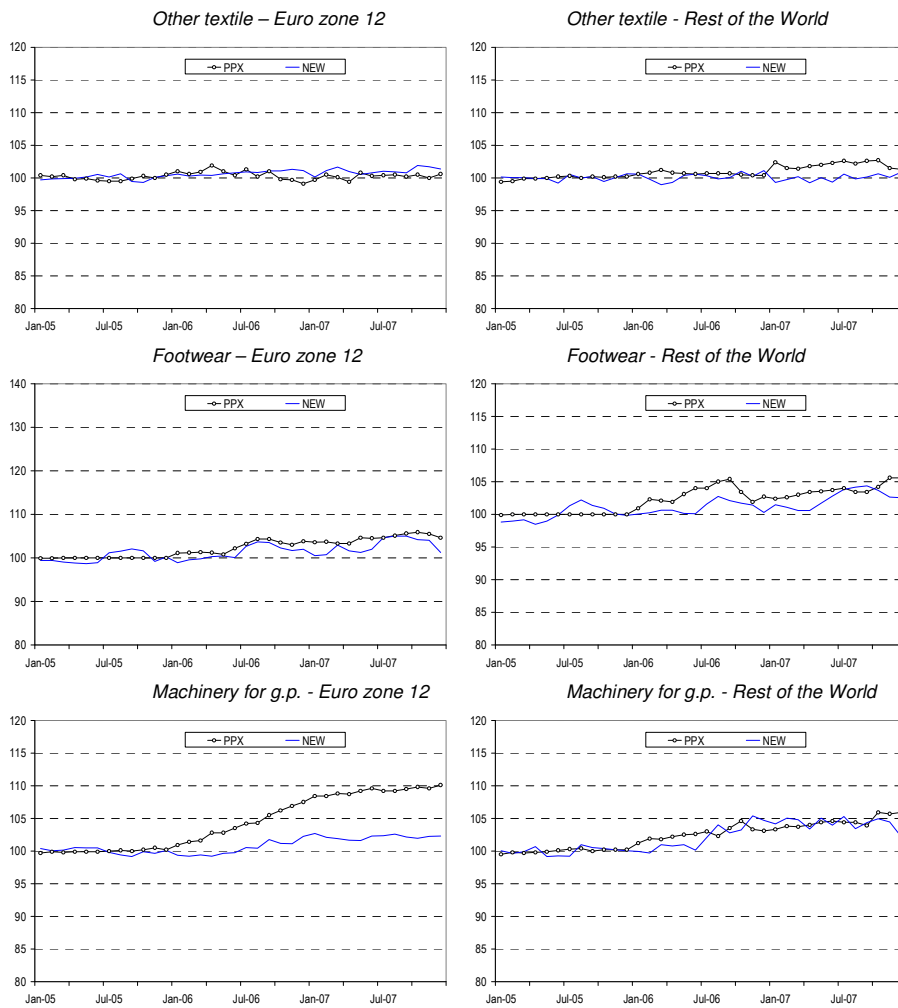 Other textile – Euro zone 12
120
PPX NEW
115
110
105
100
95
90
85
80
Jan-05 Jul-05 Jan-06 Jul-06 Jan-07 Jul-07
Other textile - Rest of the World
120
PPX NEW
115
110
105
100
95
90
85
80
Jan-05 Jul-05 Jan-06 Jul-06 Jan-07 Jul-07
Footwear – Euro zone 12
140
PPX NEW
130
120
110
100
90
80
Jan-05 Jul-05 Jan-06 Jul-06 Jan-07 Jul-07
Footwear - Rest of the World
120
PPX NEW
115
110
105
100
95
90
85
80
Jan-05 Jul-05 Jan-06 Jul-06 Jan-07 Jul-07
Machinery for g.p. - Euro zone 12
120
PPX NEW
115
110
105
100
95
90
85
80
Jan-05 Jul-05 Jan-06 Jul-06 Jan-07 Jul-07
Machinery for g.p. - Rest of the World
120
PPX NEW
115
110
105
100
95
90
85
80
Jan-05 Jul-05 Jan-06 Jul-06 Jan-07 Jul-07